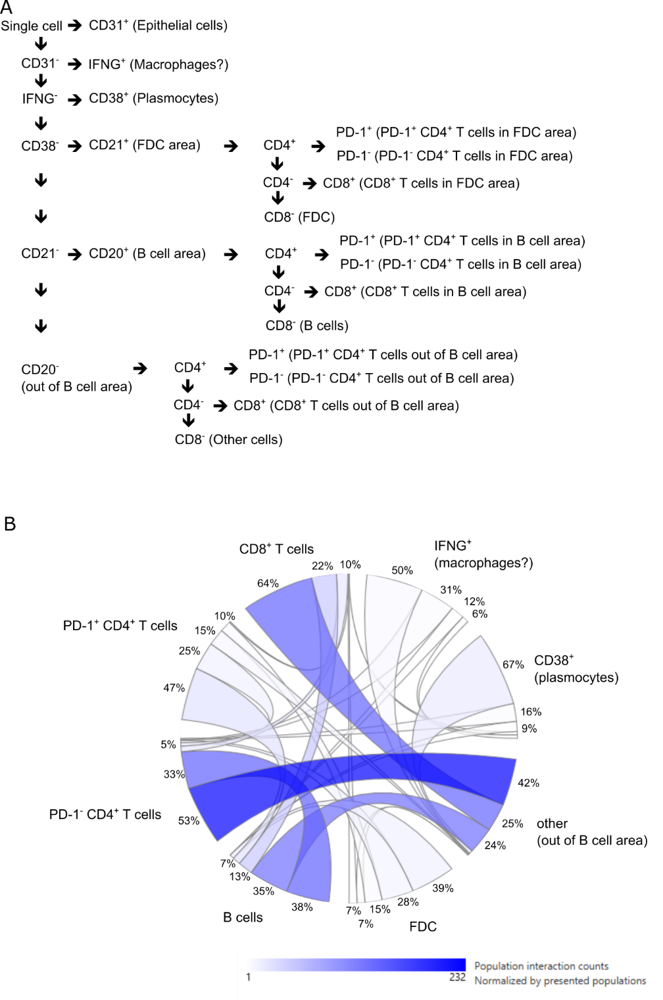 A
Single cell → CD31⁺ (Epithelial cells)
CD31⁻ → IFNG⁺ (Macrophages?)
IFNG⁻ → CD38⁺ (Plasmocytes)
CD38⁻ → CD21⁺ (FDC area) → CD4⁺ → PD-1⁺ (PD-1⁺ CD4⁺ T cells in FDC area)
PD-1⁻ (PD-1⁻ CD4⁺ T cells in FDC area)
CD4⁻ → CD8⁺ (CD8⁺ T cells in FDC area)
CD8⁻ (FDC)
CD21⁻ → CD20⁺ (B cell area) → CD4⁺ → PD-1⁺ (PD-1⁺ CD4⁺ T cells in B cell area)
PD-1⁻ (PD-1⁻ CD4⁺ T cells in B cell area)
CD4⁻ → CD8⁺ (CD8⁺ T cells in B cell area)
CD8⁻ (B cells)
CD20⁻
(out of B cell area) → CD4⁺ → PD-1⁺ (PD-1⁺ CD4⁺ T cells out of B cell area)
PD-1⁻ (PD-1⁻ CD4⁺ T cells out of B cell area)
CD4⁻ → CD8⁺ (CD8⁺ T cells out of B cell area)
CD8⁻ (Other cells)
B
CD8⁺ T cells
64%
22%
10%
IFNG⁺
(macrophages?)
50%
31%
12%
6%
CD38⁺
(plasmocytes)
67%
16%
9%
42%
25%
24%
other
(out of B cell area)
39%
28%
15%
7%
7%
FDC
38%
35%
13%
7%
B cells
53%
33%
5%
PD-1⁻ CD4⁺ T cells
47%
25%
15%
10%
PD-1⁺ CD4⁺ T cells
1
232
Population interaction counts
Normalized by presented populations